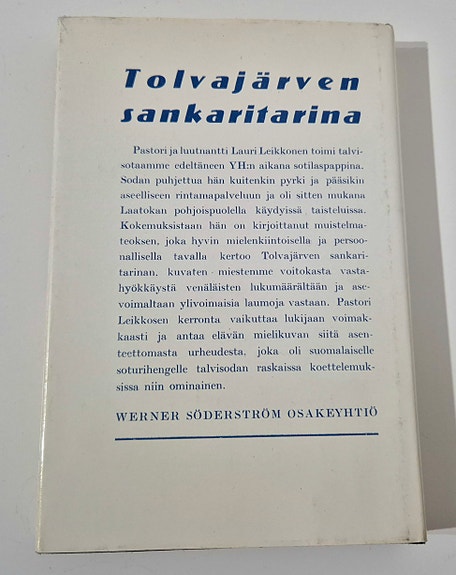 Tolvajärven
sankaritarina
Pastori ja luutnantti Lauri Leikkonen toimi talvi-
sotaamme edeltäneen YH:n aikana sotilaspappina.
Sodan puhjettua hän kuitenkin pyrki ja pääsikin
aseelliseen rintamapalveluun ja oli sitten mukana
Laatokan pohjoispuolella käydyissä taisteluissa.
Kokemuksistaan hän on kirjoittanut muistelma-
teoksen, joka hyvin mielenkiintoisella ja persoo-
nallisella tavalla kertoo Tolvajärven sankari-
tarinan, kuvaten miestemme voitokasta vasta-
hyökkäystä venäläisten lukumäärältään ja ase-
voimaltaan ylivoimaisia laumoja vastaan. Pastori
Leikkosen kerronta vaikuttaa lukijaan voimak-
kaasti ja antaa elävän mielikuvan siitä asen-
teettomasta urheudesta, joka oli suomalaiselle
soturihengelle talvisodan raskaissa koettelemuk-
sissa niin ominainen.
WERNER SÖDERSTRÖM OSAKEYHTIÖ